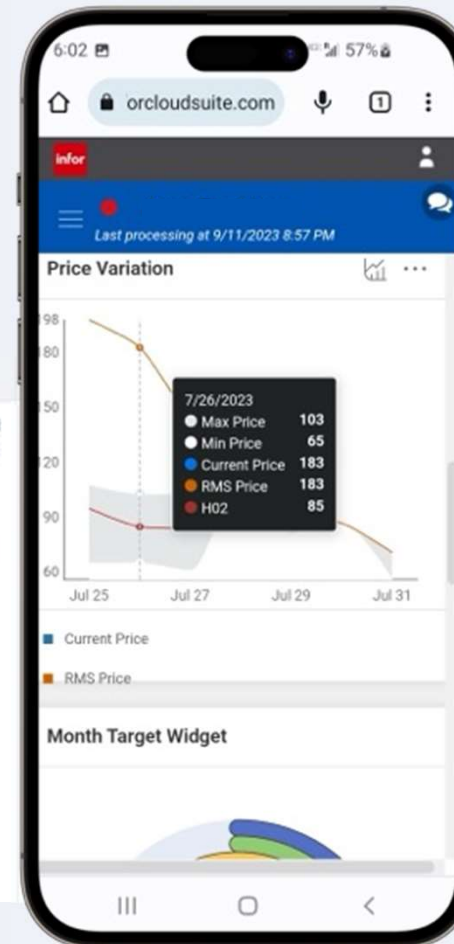 6:02 57%
orcloudsuite.com 1
infor
Last processing at 9/11/2023 8:57 PM
Price Variation
198
180
150
120
90
60
7/26/2023
Max Price 103
Min Price 65
Current Price 183
RMS Price 183
H02 85
Jul 25 Jul 27 Jul 29 Jul 31
Current Price
RMS Price
Month Target Widget